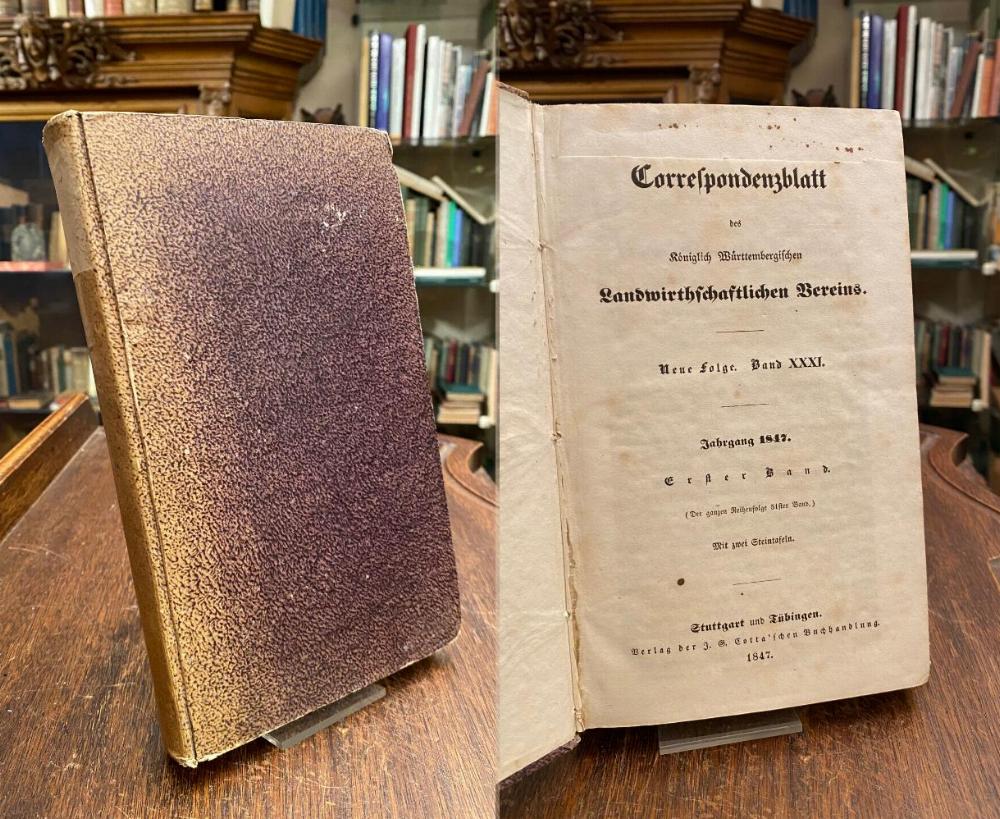 Correſpondenzblatt
des
Königlich Württembergiſchen
Landwirthſchaftlichen Vereins.
Neue Folge. Band XXXI.
Jahrgang 1847.
Erſter Band.
(Der ganzen Reihenfolge 51ſter Band.)
Mit zwei Steintafeln.
Stuttgart und Tübingen.
Verlag der J. G. Cotta'ſchen Buchhandlung.
1847.